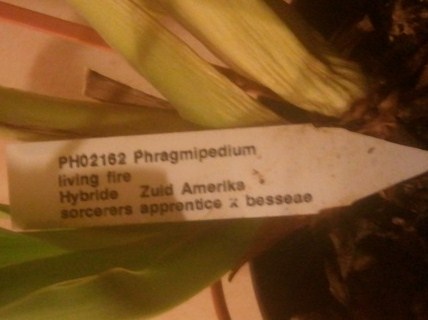 PH02162 Phragmipedium
living fire
Hybride Zuid Amerika
sorcerers apprentice x besseae